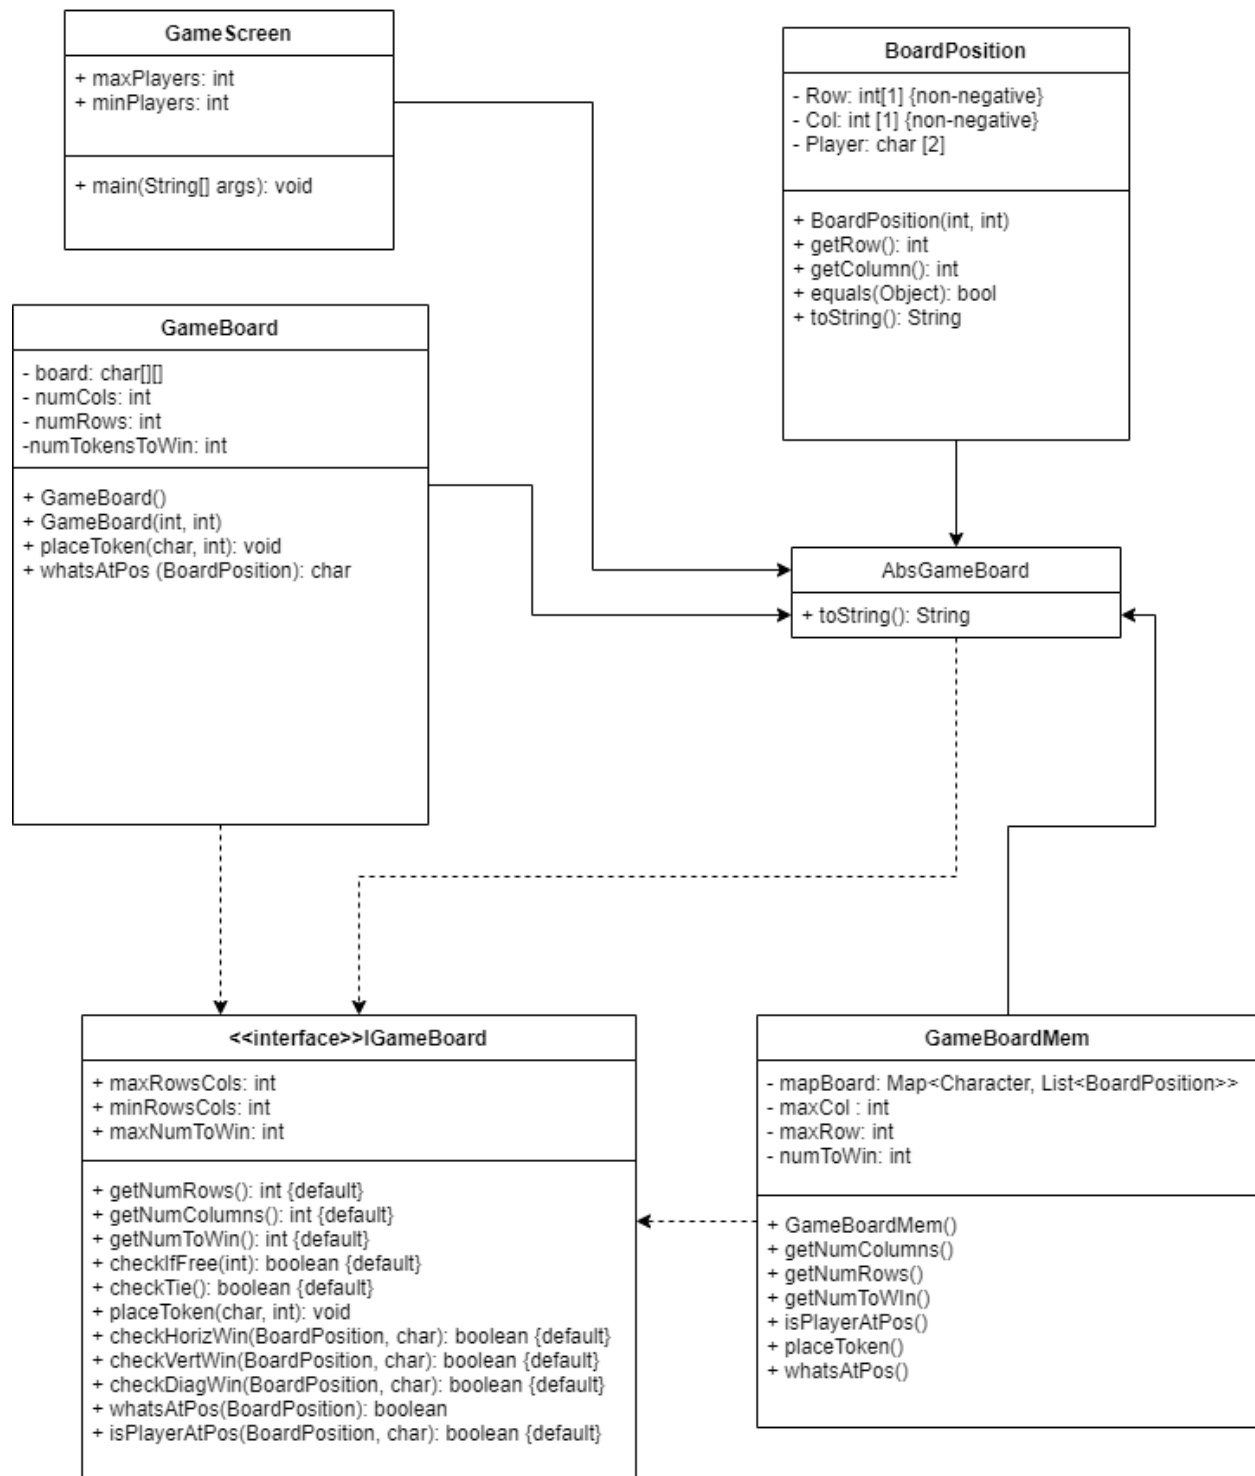 GameScreen
+ maxPlayers: int
+ minPlayers: int
+ main(String[] args): void
BoardPosition
- Row: int[1] {non-negative}
- Col: int [1] {non-negative}
- Player: char [2]
+ BoardPosition(int, int)
+ getRow(): int
+ getColumn(): int
+ equals(Object): bool
+ toString(): String
GameBoard
- board: char[][]
- numCols: int
- numRows: int
-numTokensToWin: int
+ GameBoard()
+ GameBoard(int, int)
+ placeToken(char, int): void
+ whatsAtPos (BoardPosition): char
AbsGameBoard
+ toString(): String
<<interface>>IGameBoard
+ maxRowsCols: int
+ minRowsCols: int
+ maxNumToWin: int
+ getNumRows(): int {default}
+ getNumColumns(): int {default}
+ getNumToWin(): int {default}
+ checkIfFree(int): boolean {default}
+ checkTie(): boolean {default}
+ placeToken(char, int): void
+ checkHorizWin(BoardPosition, char): boolean {default}
+ checkVertWin(BoardPosition, char): boolean {default}
+ checkDiagWin(BoardPosition, char): boolean {default}
+ whatsAtPos(BoardPosition): boolean
+ isPlayerAtPos(BoardPosition, char): boolean {default}
GameBoardMem
- mapBoard: Map<Character, List<BoardPosition>>
- maxCol : int
- maxRow: int
- numToWin: int
+ GameBoardMem()
+ getNumColumns()
+ getNumRows()
+ getNumToWIn()
+ isPlayerAtPos()
+ placeToken()
+ whatsAtPos()